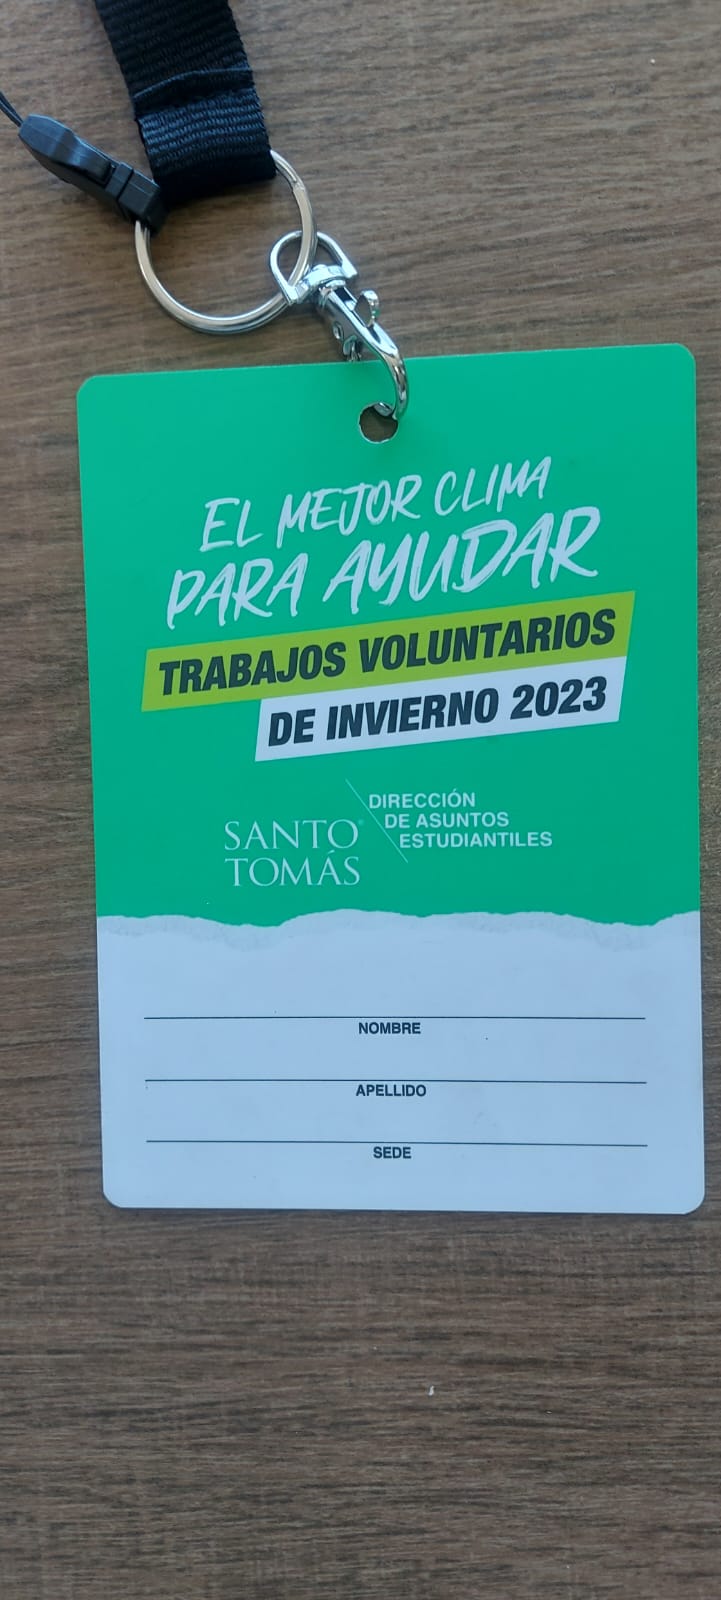 EL MEJOR CLIMA
PARA AYUDAR
TRABAJOS VOLUNTARIOS
DE INVIERNO 2023
SANTO
TOMÁS
DIRECCIÓN
DE ASUNTOS
ESTUDIANTILES
NOMBRE
APELLIDO
SEDE